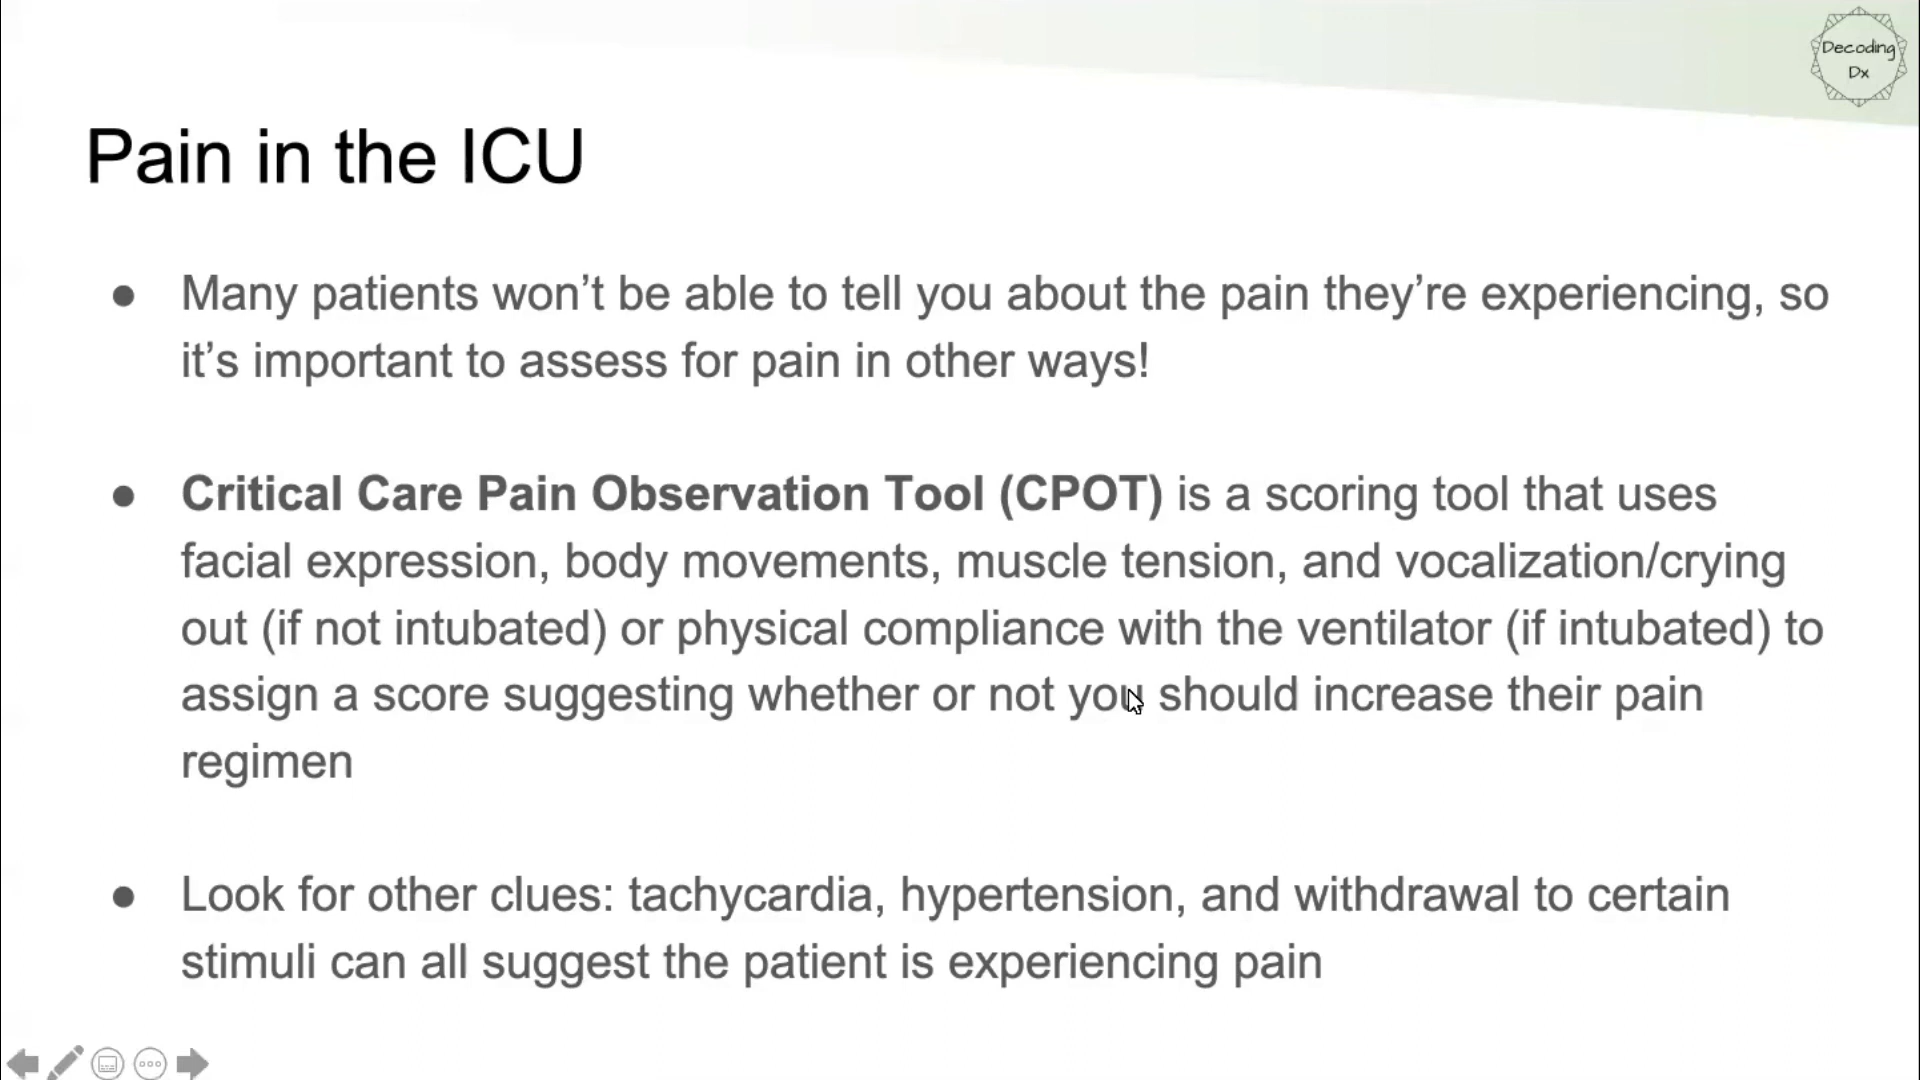 Decoding
Dx
Pain in the ICU
● Many patients won’t be able to tell you about the pain they’re experiencing, so
it’s important to assess for pain in other ways!
● Critical Care Pain Observation Tool (CPOT) is a scoring tool that uses
facial expression, body movements, muscle tension, and vocalization/crying
out (if not intubated) or physical compliance with the ventilator (if intubated) to
assign a score suggesting whether or not you should increase their pain
regimen
● Look for other clues: tachycardia, hypertension, and withdrawal to certain
stimuli can all suggest the patient is experiencing pain